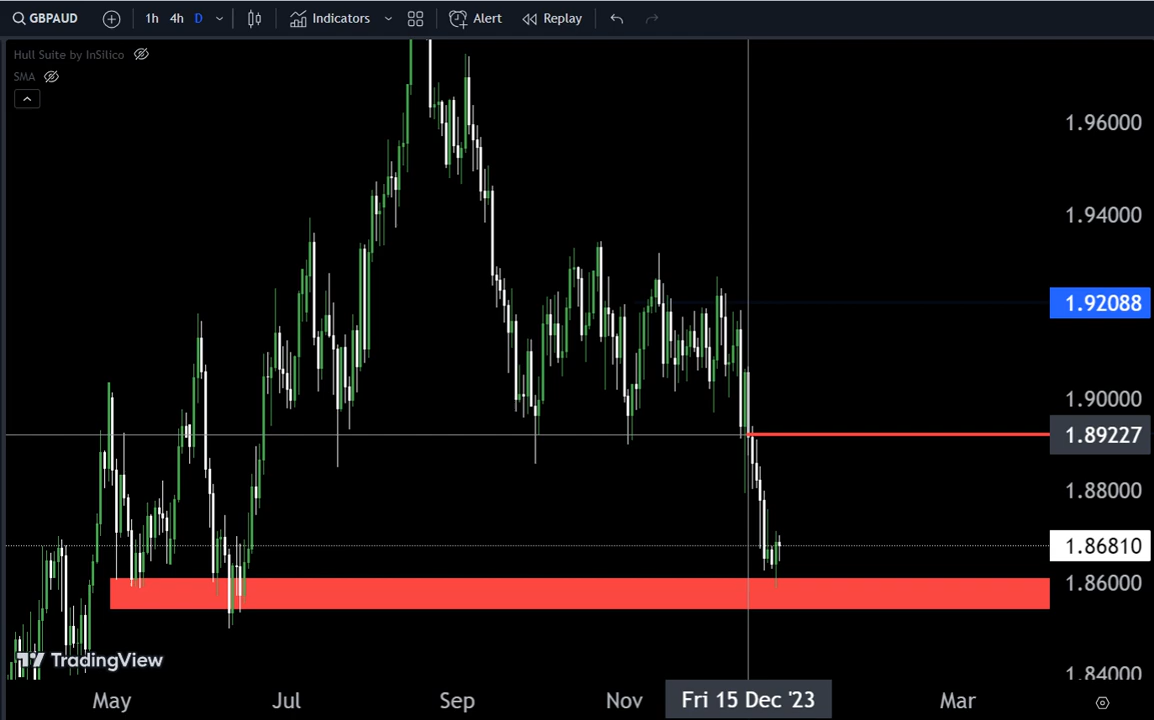 GBPAUD 1h 4h D Indicators Alert Replay
Hull Suite by InSilico
SMA
1.96000
1.94000
1.92088
1.90000
1.89227
1.88000
1.86810
1.86000
1.84000
TradingView
May Jul Sep Nov Fri 15 Dec '23 Mar